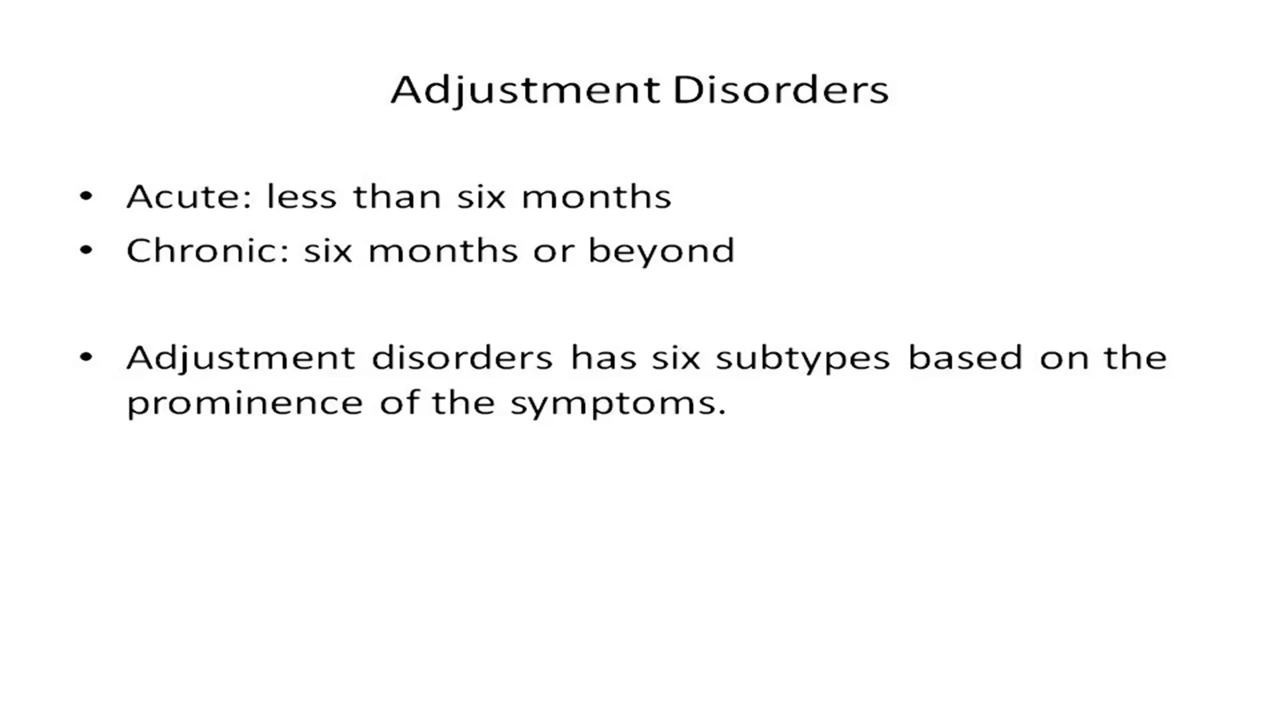 Adjustment Disorders
• Acute: less than six months
• Chronic: six months or beyond
• Adjustment disorders has six subtypes based on the
prominence of the symptoms.